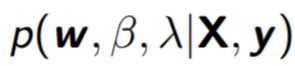 p(w, β, λ|X, y)